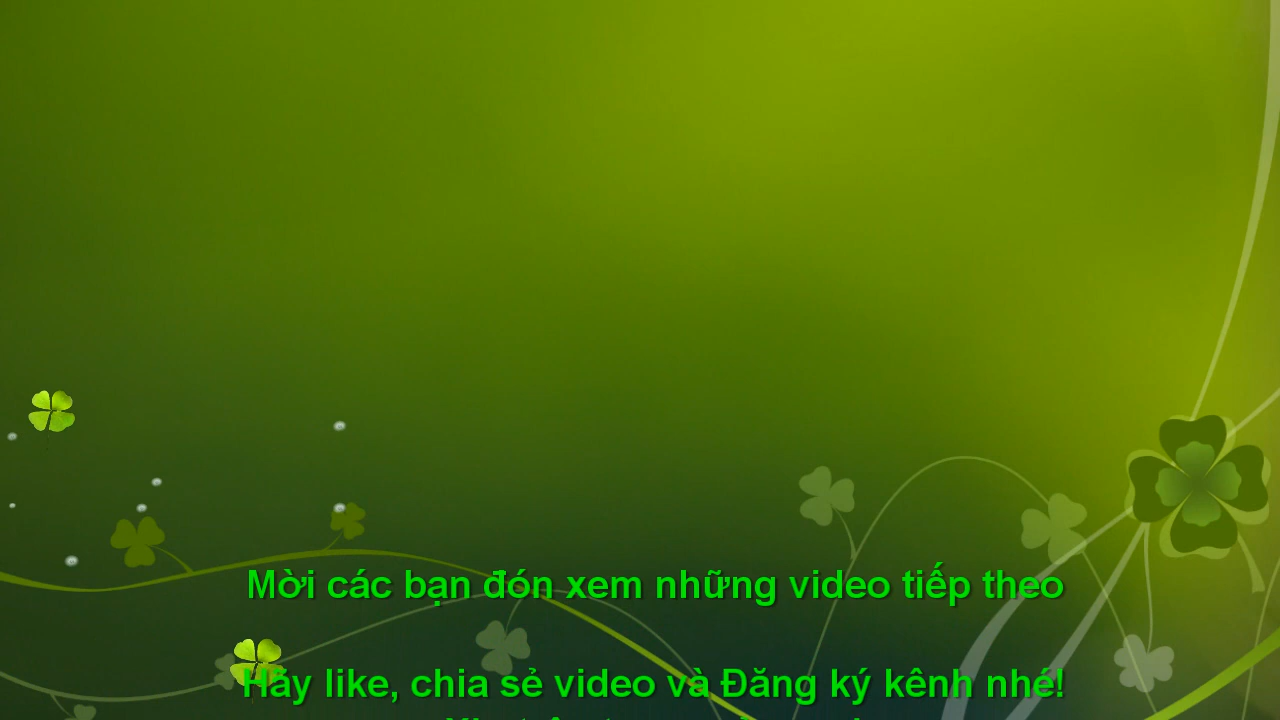 Mời các bạn đón xem những video tiếp theo
Hãy like, chia sẻ video và Đăng ký kênh nhé!